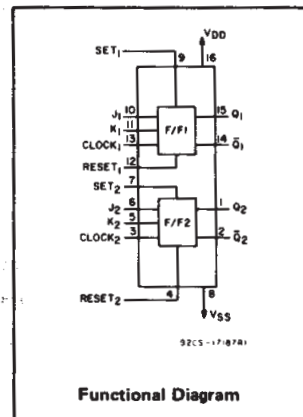 VDD
SET1
9 16
J1 10 15 Q1
K1 11 F/F1
CLOCK1 13 14 Q̅1
RESET1 12
SET2 7
J2 6 1 Q2
K2 5 F/F2
CLOCK2 3 2 Q̅2
RESET2 4 8
VSS
92CS-17187R1
Functional Diagram